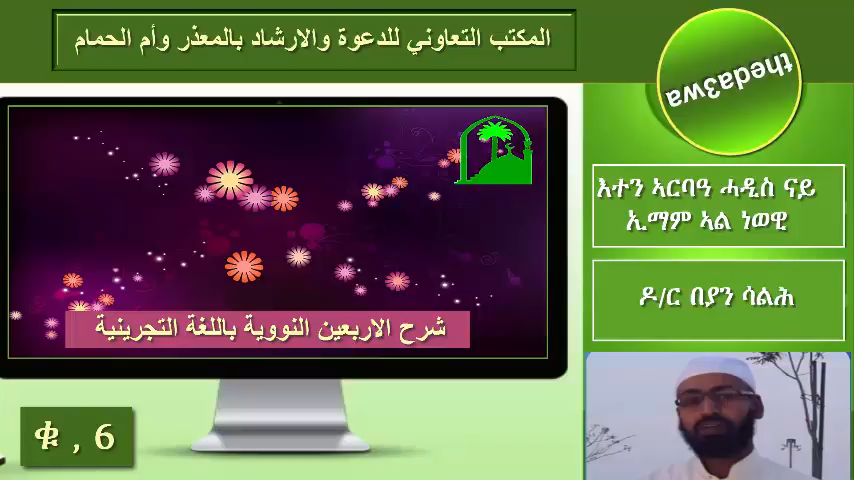 المكتب التعاوني للدعوة والارشاد بالمعذر وأم الحمام
theda3wa
እተን ኣርባዓ ሓዲስ ናይ
ኢማም ኣል ነወዊ
ዶ/ር በያን ሳልሕ
شرح الاربعين النووية باللغة التجرينية
ቁ , 6